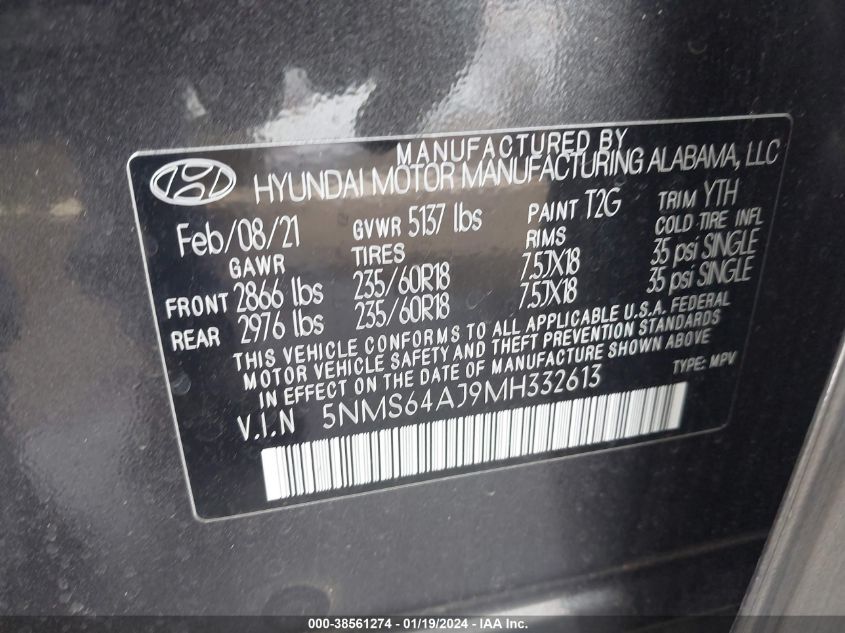 MANUFACTURED BY
HYUNDAI MOTOR MANUFACTURING ALABAMA, LLC
Feb/08/21 GVWR 5137 lbs PAINT T2G TRIM YTH
GAWR TIRES RIMS COLD TIRE INFL
FRONT 2866 lbs 235/60R18 7.5JX18 35 psi SINGLE
REAR 2976 lbs 235/60R18 7.5JX18 35 psi SINGLE
THIS VEHICLE CONFORMS TO ALL APPLICABLE U.S.A. FEDERAL
MOTOR VEHICLE SAFETY AND THEFT PREVENTION STANDARDS
IN EFFECT ON THE DATE OF MANUFACTURE SHOWN ABOVE
V.I.N 5NMS64AJ9MH332613 TYPE: MPV
000-38561274 - 01/19/2024 - IAA Inc.